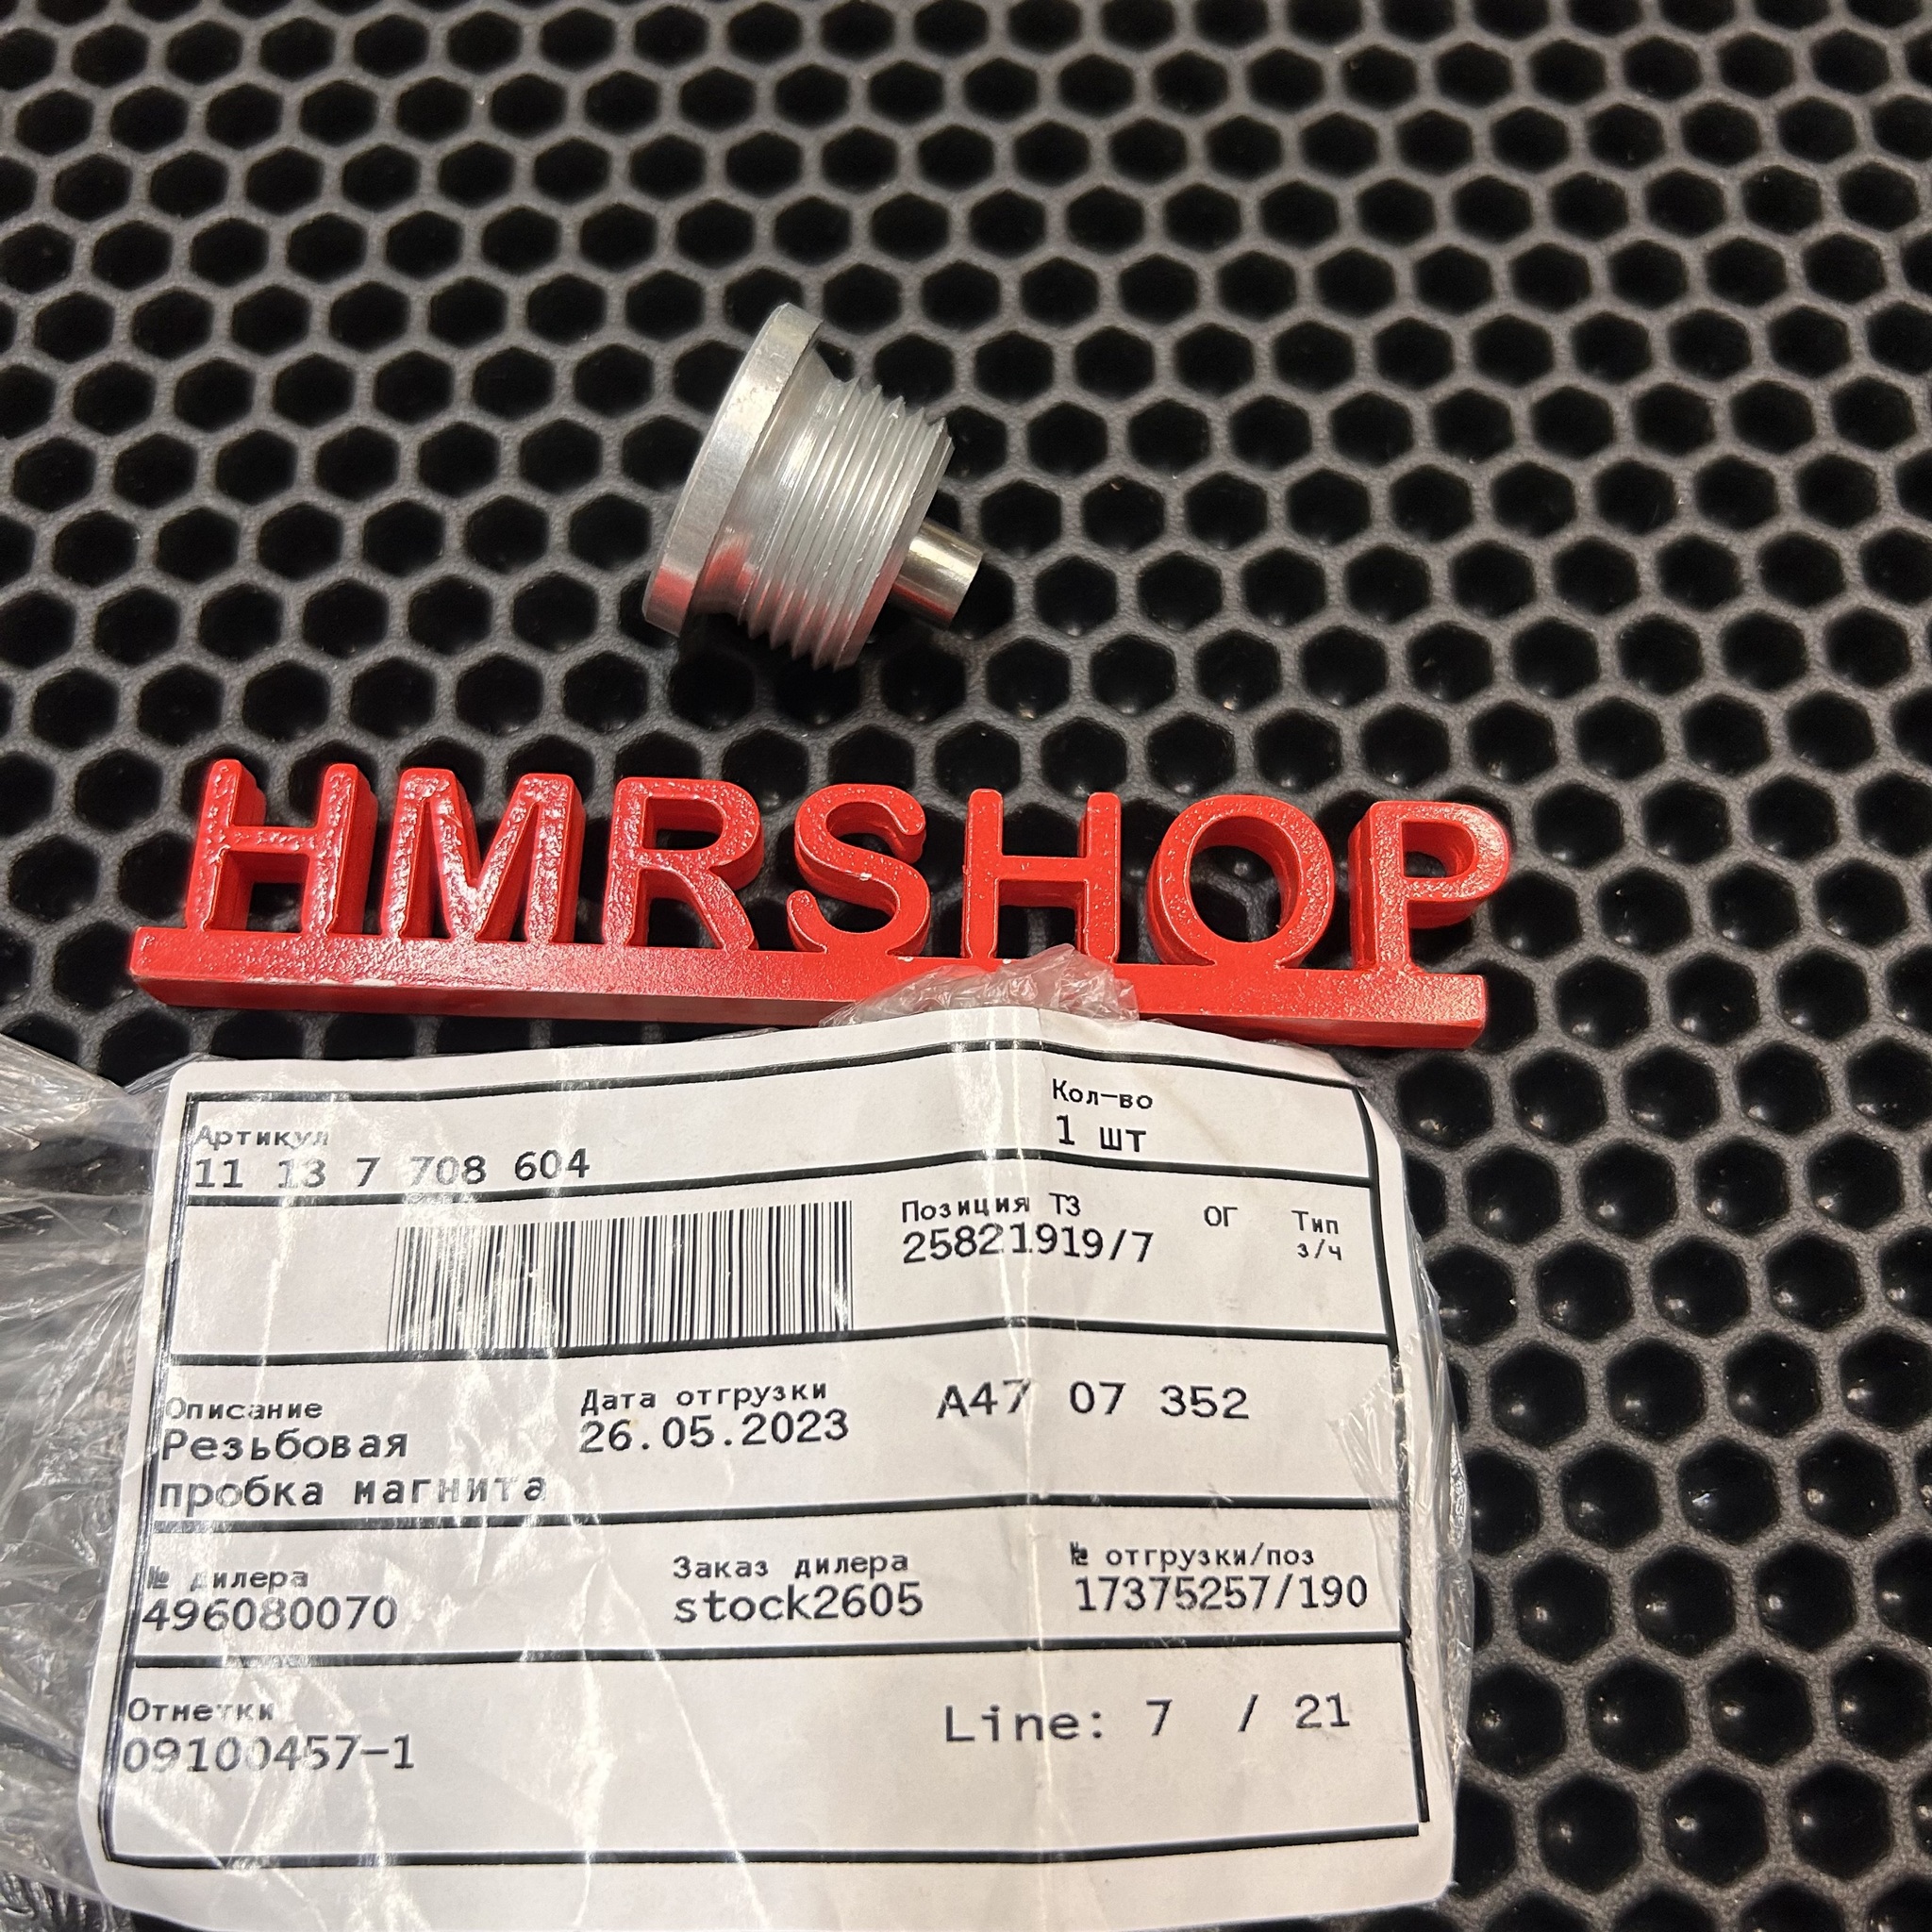 HMRSHOP
Артикул
11 13 7 708 604
Кол-во
1 шт
Позиция ТЗ
25821919/7
ОГ
Тип
з/ч
Описание
Резьбовая
пробка магнита
Дата отгрузки
26.05.2023
A47 07 352
№ дилера
496080070
Заказ дилера
stock2605
№ отгрузки/поз
17375257/190
Отметки
09100457-1
Line: 7 / 21